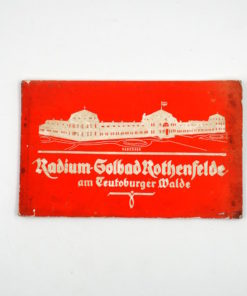 Radium-Solbad Rothenfelde
am Teutoburger Walde